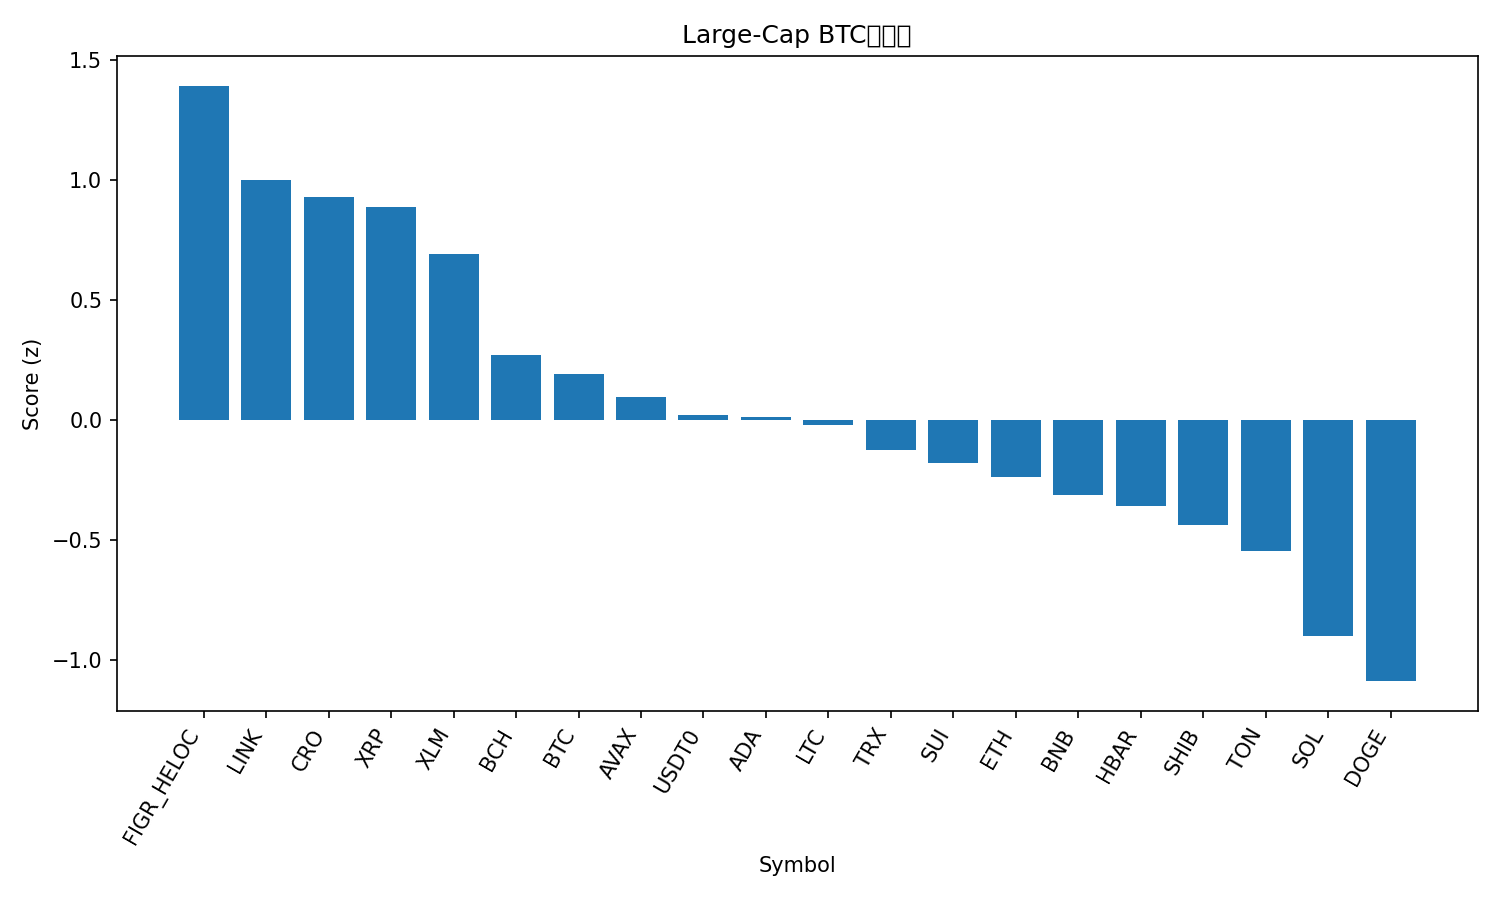 Large-Cap BTC
1.5
1.0
0.5
0.0
−0.5
−1.0
Score (z)
FIGR_HELOC
LINK
CRO
XRP
XLM
BCH
BTC
AVAX
USDT0
ADA
LTC
TRX
SUI
ETH
BNB
HBAR
SHIB
TON
SOL
DOGE
Symbol